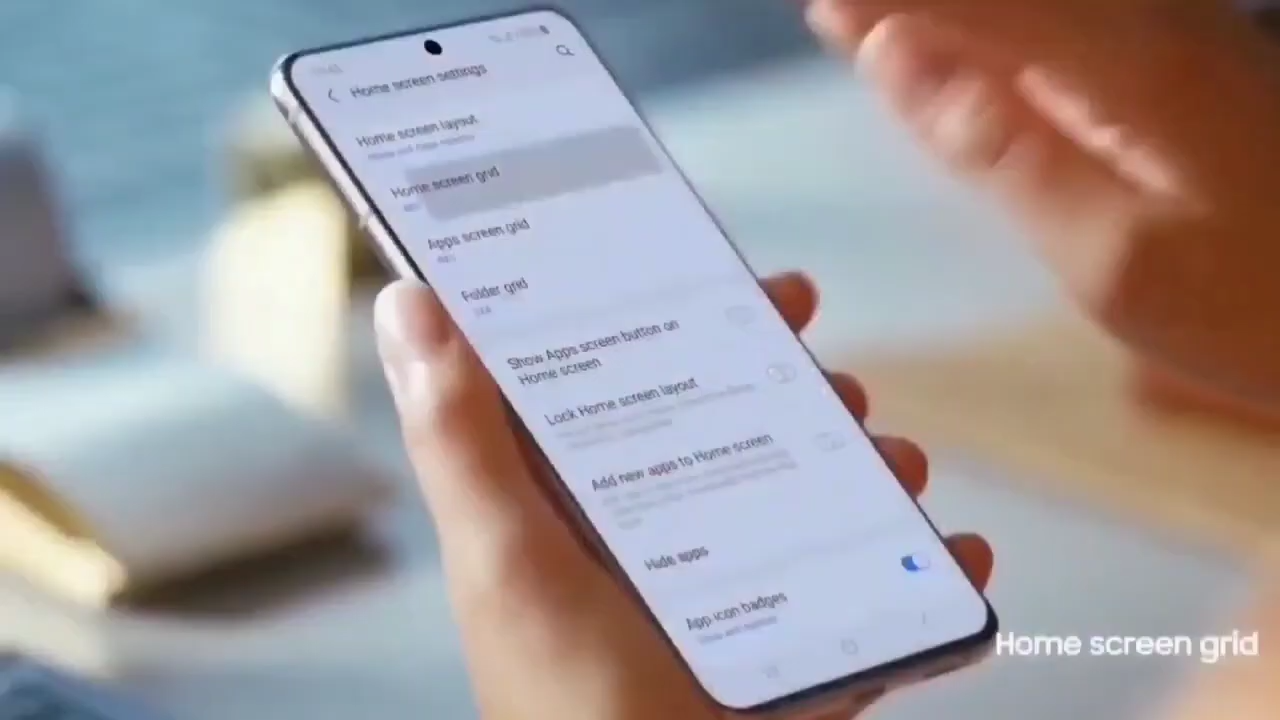 Home screen settings
Home screen layout
Home screen grid
Apps screen grid
Folder grid
Show Apps screen button on
Home screen
Lock Home screen layout
Add new apps to Home screen
Hide apps
App icon badges
Home screen grid